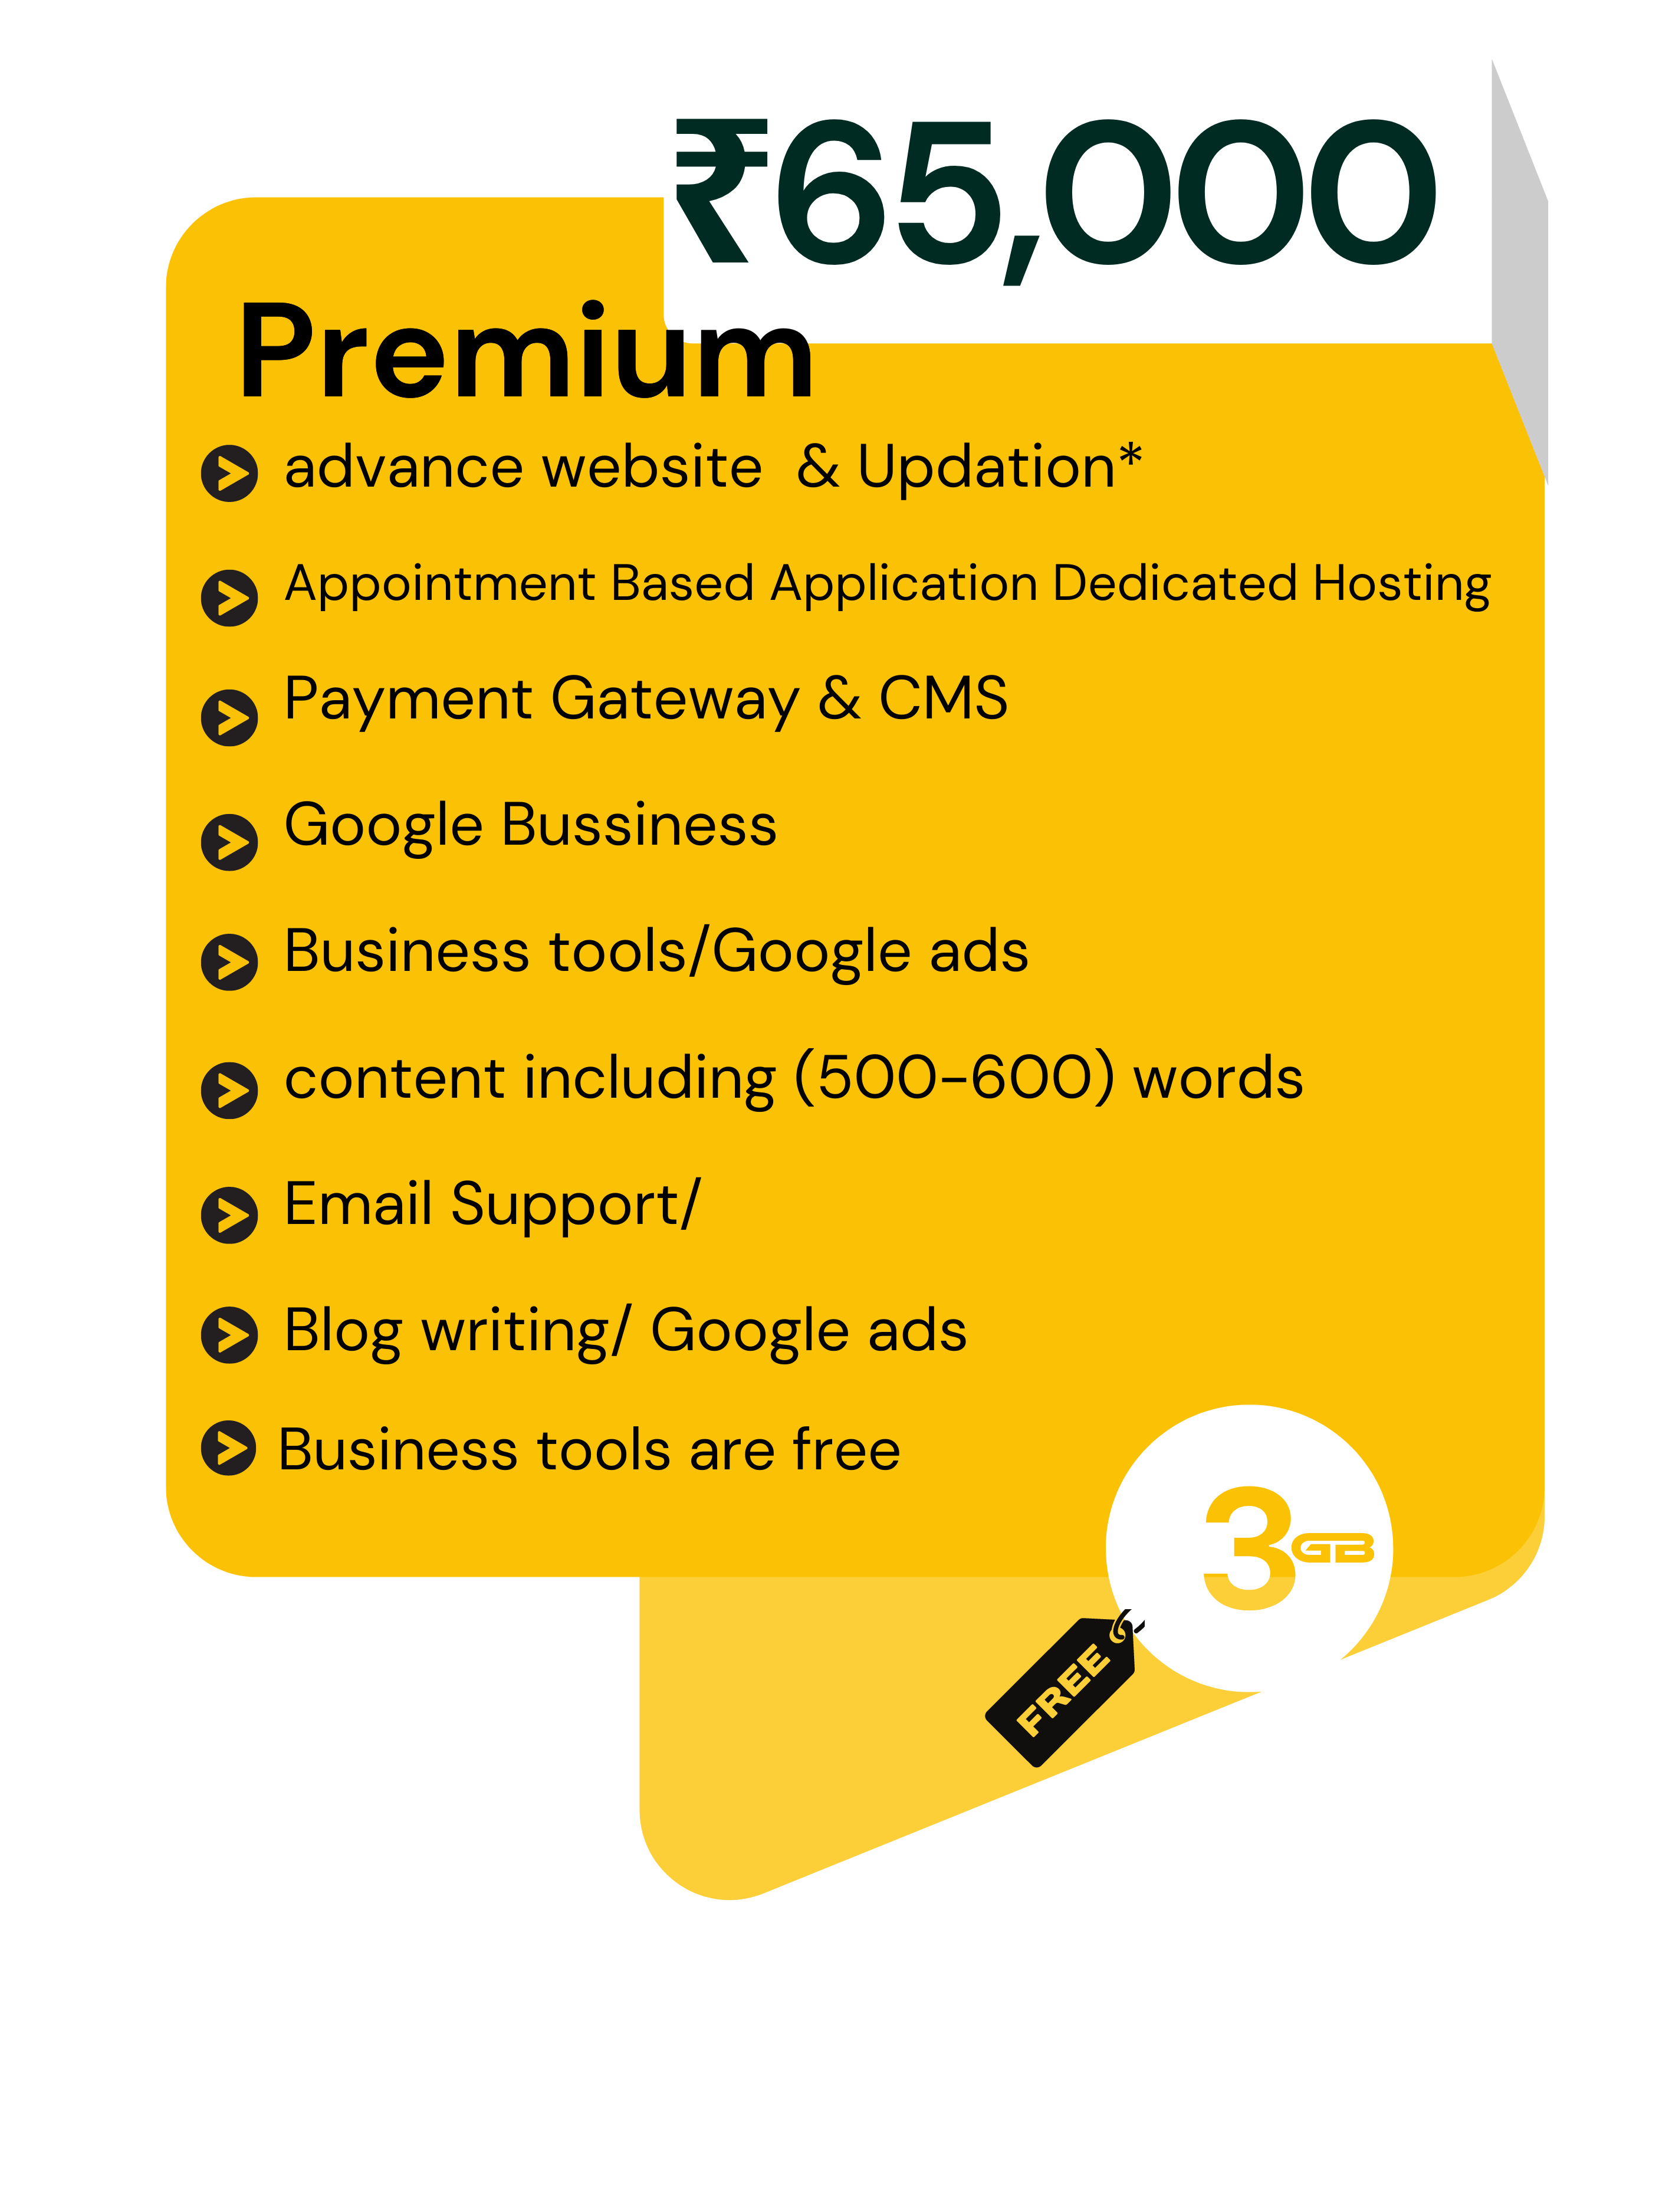 ₹65,000
Premium
advance website & Updation*
Appointment Based Application Dedicated Hosting
Payment Gateway & CMS
Google Bussiness
Business tools/Google ads
content including (500-600) words
Email Support/
Blog writing/ Google ads
Business tools are free
3GB
FREE